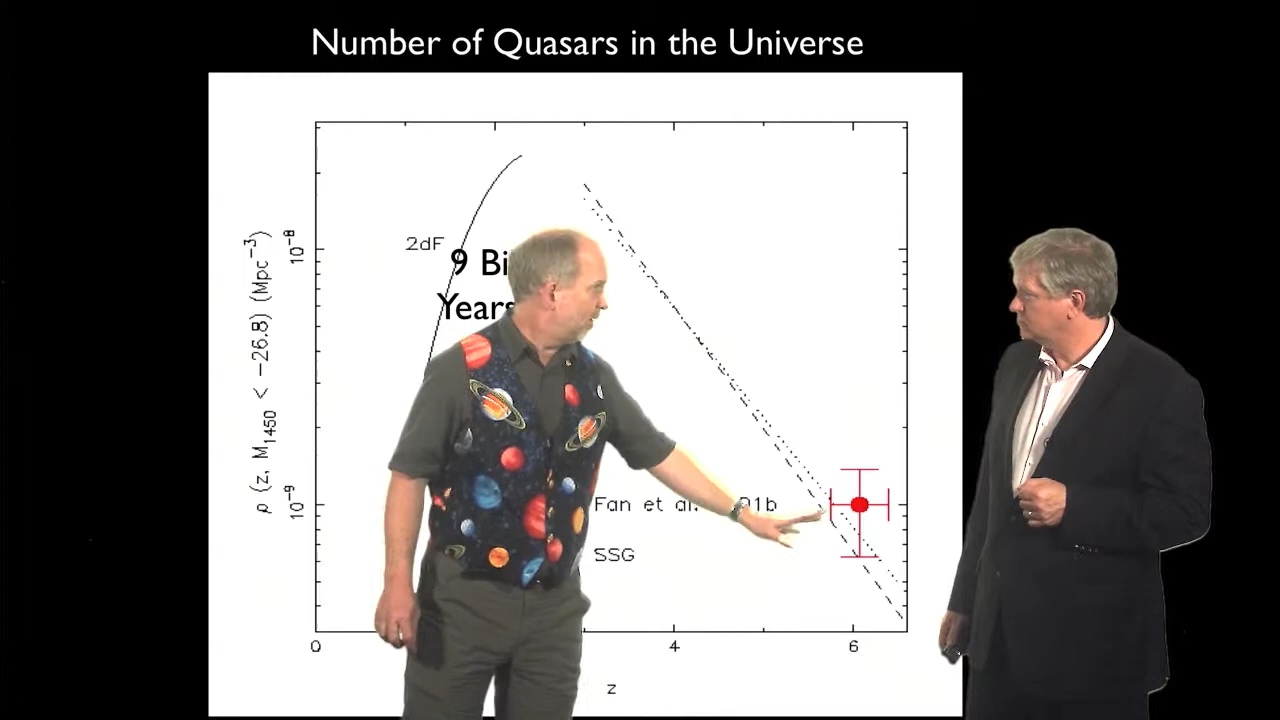 Number of Quasars in the Universe
2dF
9
Years
ρ (z, M1450 < −26.8) (Mpc−3)
10−8
10−9
Fan et al.
SSG
0
4
6
z